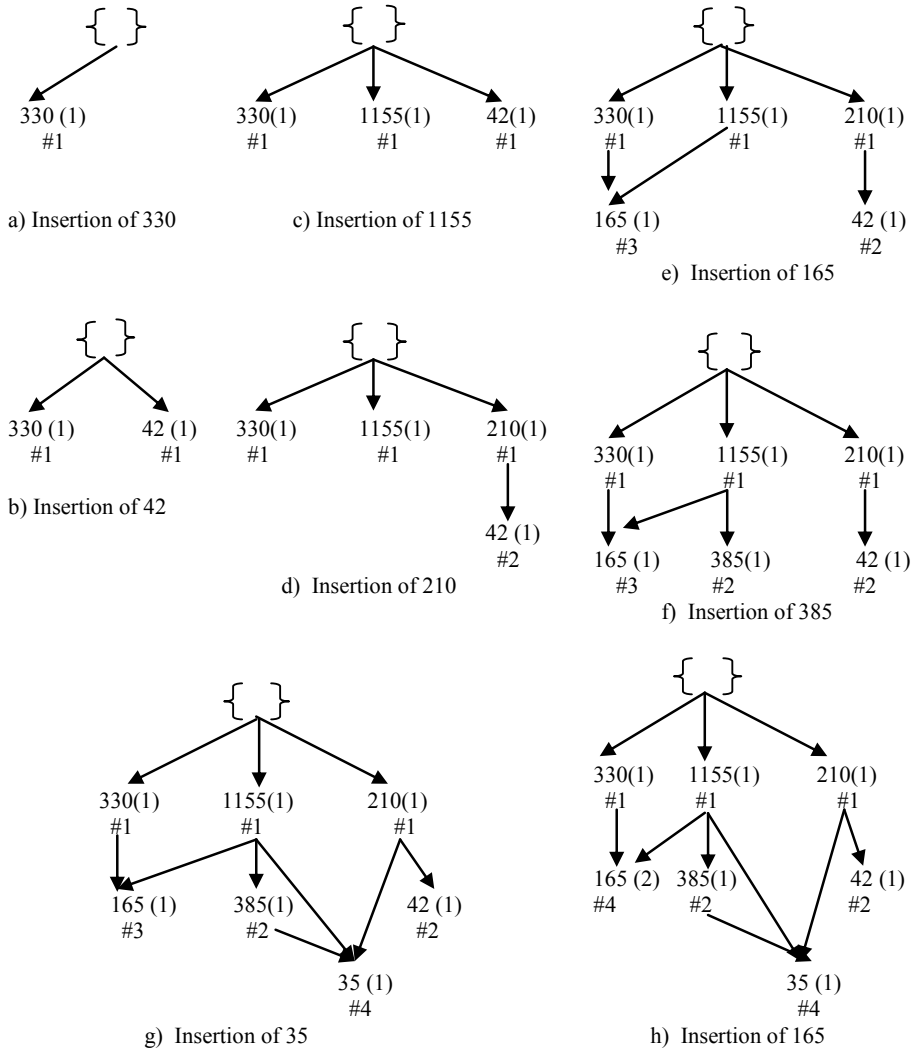 { }
330 (1)
#1
a) Insertion of 330
{ }
330 (1) 42 (1)
#1 #1
b) Insertion of 42
{ }
330(1) 1155(1) 42(1)
#1 #1 #1
c) Insertion of 1155
{ }
330(1) 1155(1) 210(1)
#1 #1 #1
42 (1)
#2
d) Insertion of 210
{ }
330(1) 1155(1) 210(1)
#1 #1 #1
165 (1) 42 (1)
#3 #2
e) Insertion of 165
{ }
330(1) 1155(1) 210(1)
#1 #1 #1
165 (1) 385(1) 42 (1)
#3 #2 #2
f) Insertion of 385
{ }
330(1) 1155(1) 210(1)
#1 #1 #1
165 (1) 385(1) 42 (1)
#3 #2 #2
35 (1)
#4
g) Insertion of 35
{ }
330(1) 1155(1) 210(1)
#1 #1 #1
165 (2) 385(1) 42 (1)
#4 #2 #2
35 (1)
#4
h) Insertion of 165